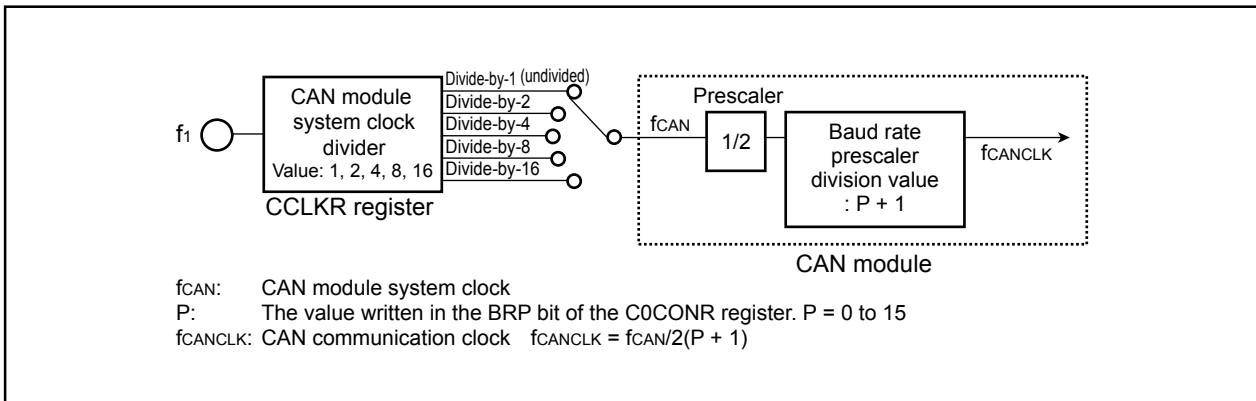 Divide-by-1 (undivided)
Divide-by-2
Divide-by-4
Divide-by-8
Divide-by-16
CAN module
system clock
divider
Value: 1, 2, 4, 8, 16
CCLKR register
f1
fCAN
Prescaler
1/2
Baud rate
prescaler
division value
: P + 1
fCANCLK
CAN module
fCAN: CAN module system clock
P: The value written in the BRP bit of the C0CONR register. P = 0 to 15
fCANCLK: CAN communication clock fCANCLK = fCAN/2(P + 1)